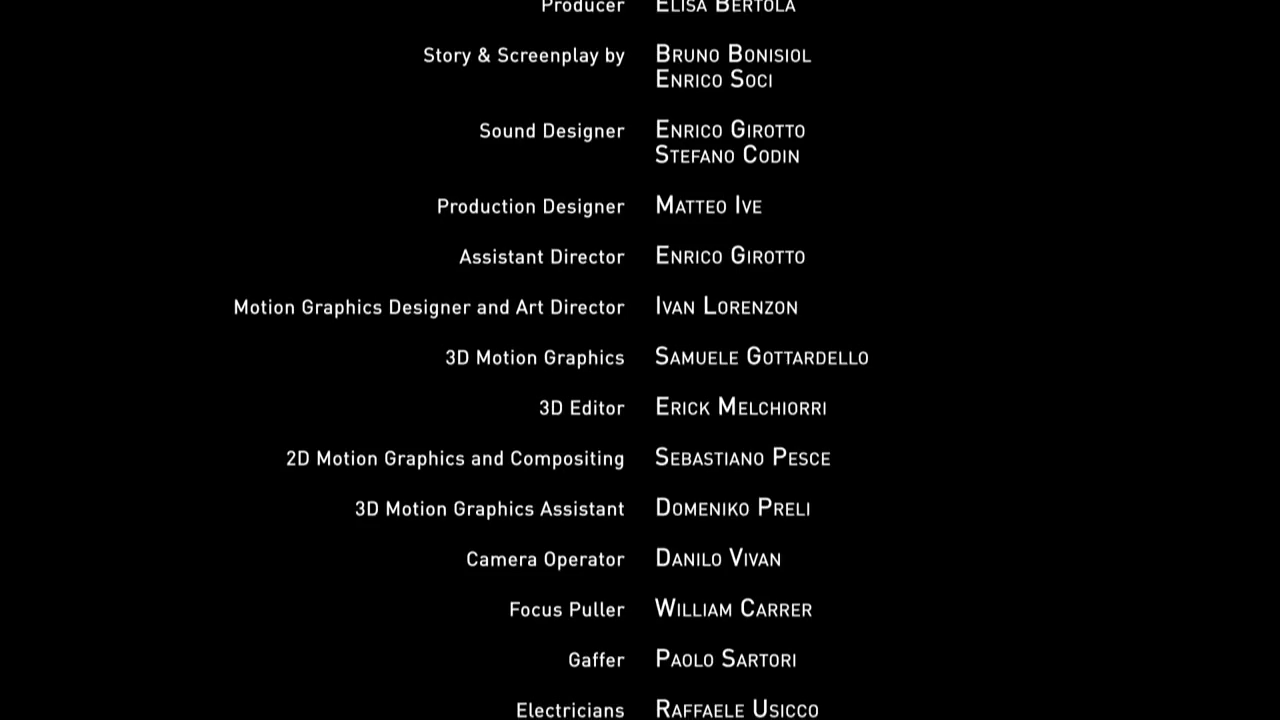 Producer Elisa Bertola
Story & Screenplay by Bruno Bonisiol
Enrico Soci
Sound Designer Enrico Girotto
Stefano Codin
Production Designer Matteo Ive
Assistant Director Enrico Girotto
Motion Graphics Designer and Art Director Ivan Lorenzon
3D Motion Graphics Samuele Gottardello
3D Editor Erick Melchiorri
2D Motion Graphics and Compositing Sebastiano Pesce
3D Motion Graphics Assistant Domeniko Preli
Camera Operator Danilo Vivan
Focus Puller William Carrer
Gaffer Paolo Sartori
Electricians Raffaele Usicco